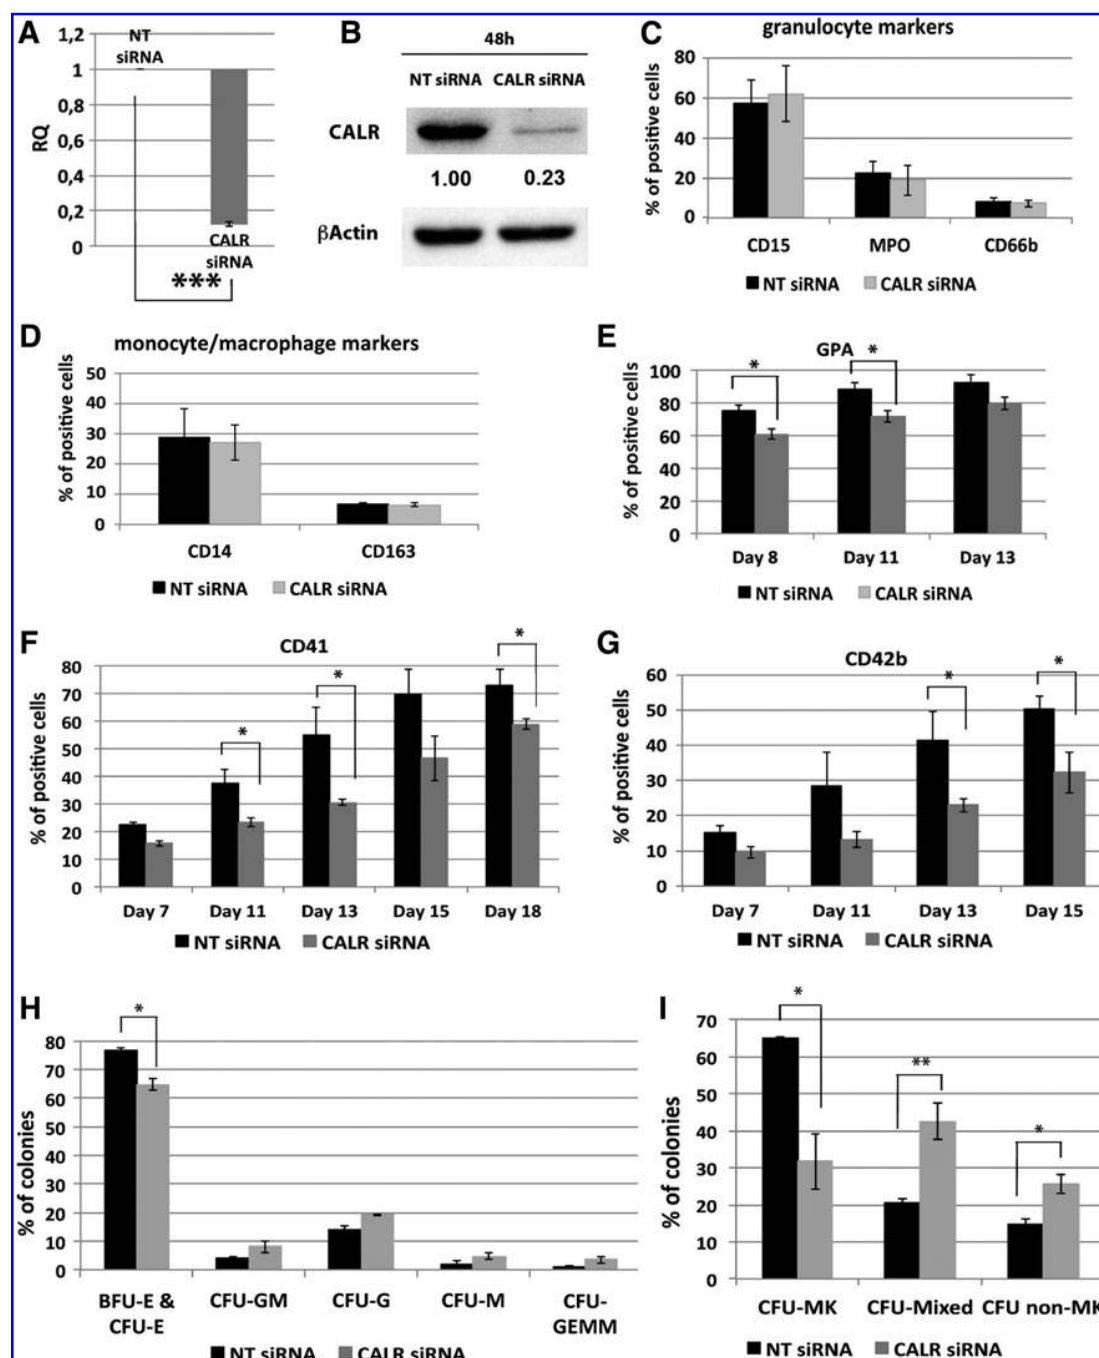 A
1,2
NT
siRNA
1
0,8
0,6
0,4
0,2
0
RQ
CALR
siRNA
***
B
48h
NT siRNA CALR siRNA
CALR
1.00 0.23
βActin
C
granulocyte markers
% of positive cells
80
60
40
20
0
CD15 MPO CD66b
NT siRNA CALR siRNA
D
monocyte/macrophage markers
% of positive cells
50
40
30
20
10
0
CD14 CD163
NT siRNA CALR siRNA
E
GPA
* *
% of positive cells
100
80
60
40
20
0
Day 8 Day 11 Day 13
NT siRNA CALR siRNA
F
CD41
* * *
% of positive cells
80
70
60
50
40
30
20
10
0
Day 7 Day 11 Day 13 Day 15 Day 18
NT siRNA CALR siRNA
G
CD42b
* *
% of positive cells
60
50
40
30
20
10
0
Day 7 Day 11 Day 13 Day 15
NT siRNA CALR siRNA
H
*
% of colonies
80
70
60
50
40
30
20
10
0
BFU-E & CFU-E CFU-GM CFU-G CFU-M CFU-GEMM
NT siRNA CALR siRNA
I
* ** *
% of colonies
70
60
50
40
30
20
10
0
CFU-MK CFU-Mixed CFU non-MK
NT siRNA CALR siRNA